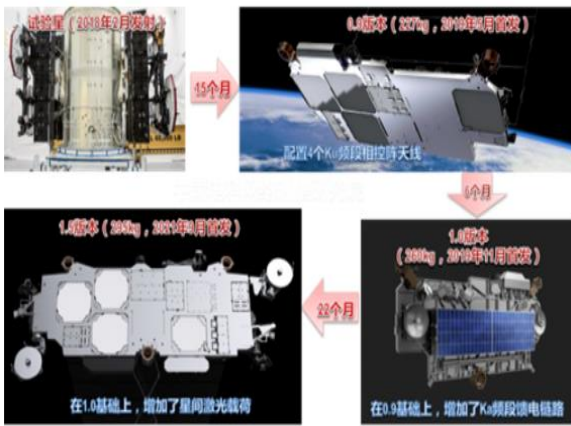 试验星（2018年2月发射）
15个月
0.9版本（227kg，2019年5月首发）
配置4个Ku频段相控阵天线
6个月
1.0版本
（260kg，2019年11月首发）
在0.9基础上，增加了Ka频段馈电链路
22个月
1.5版本（295kg，2021年9月首发）
在1.0基础上，增加了星间激光载荷